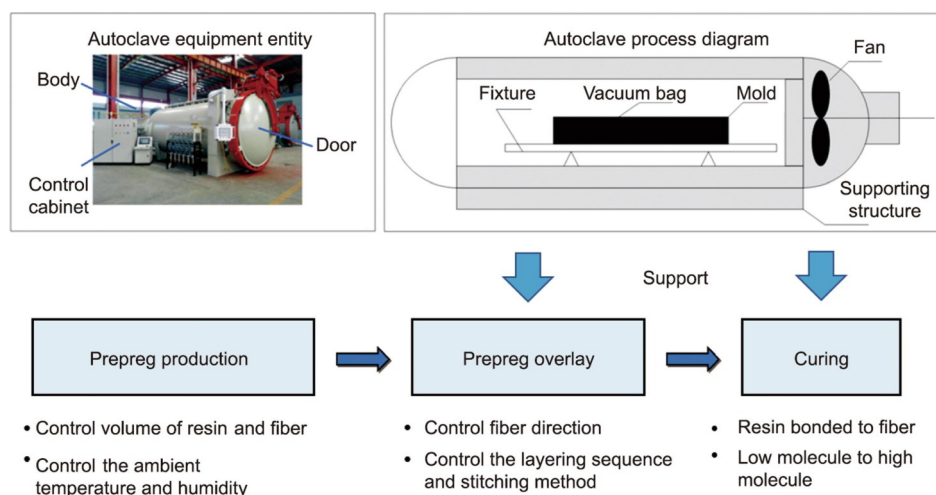 Autoclave equipment entity
Body
Door
Control
cabinet
Autoclave process diagram
Fan
Fixture
Vacuum bag
Mold
Supporting
structure
Support
Prepreg production
Prepreg overlay
Curing
• Control volume of resin and fiber
• Control the ambient
temperature and humidity
• Control fiber direction
• Control the layering sequence
and stitching method
• Resin bonded to fiber
• Low molecule to high
molecule